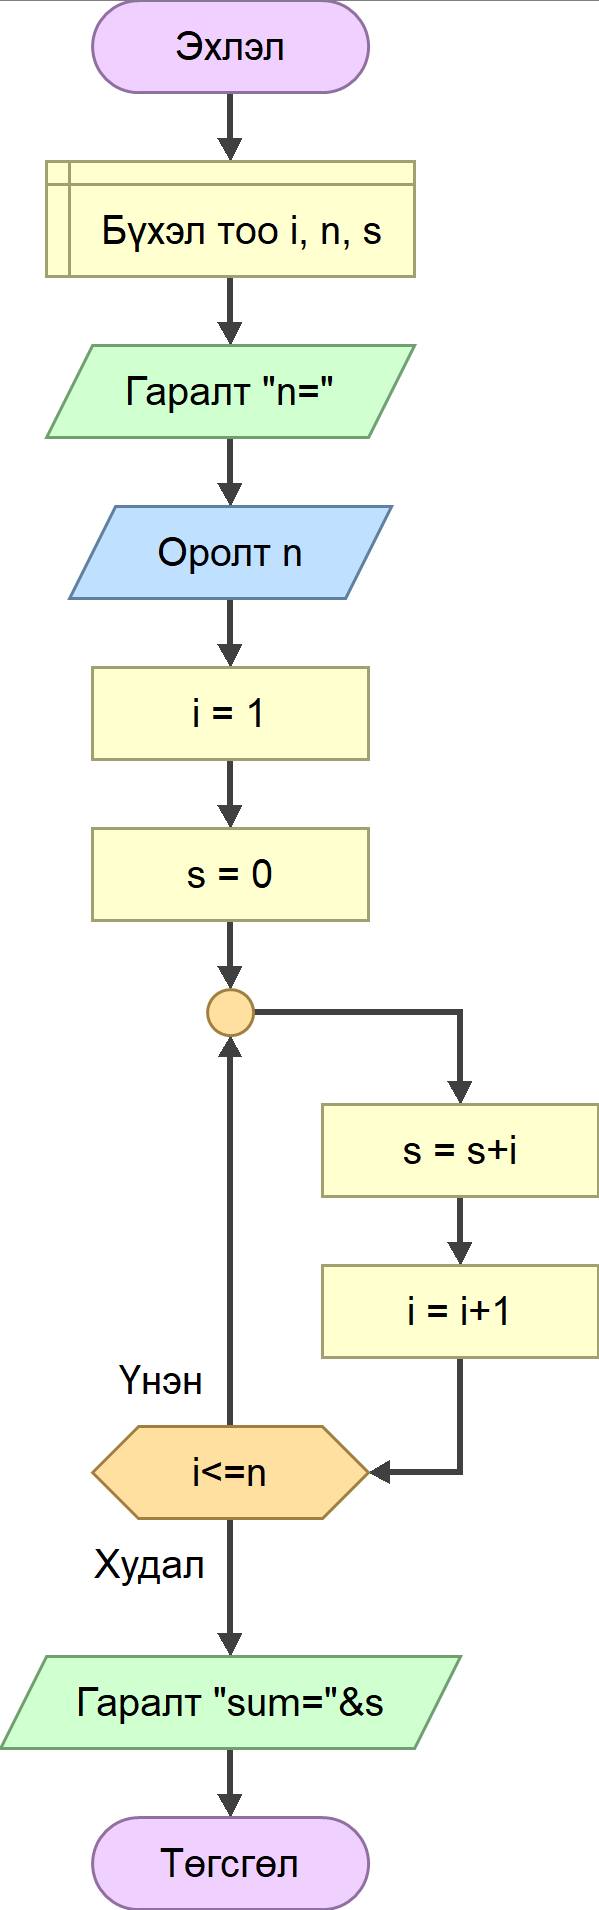 Эхлэл
Бүхэл тоо i, n, s
Гаралт "n="
Оролт n
i = 1
s = 0
s = s+i
i = i+1
Үнэн
i<=n
Худал
Гаралт "sum="&s
Төгсгөл